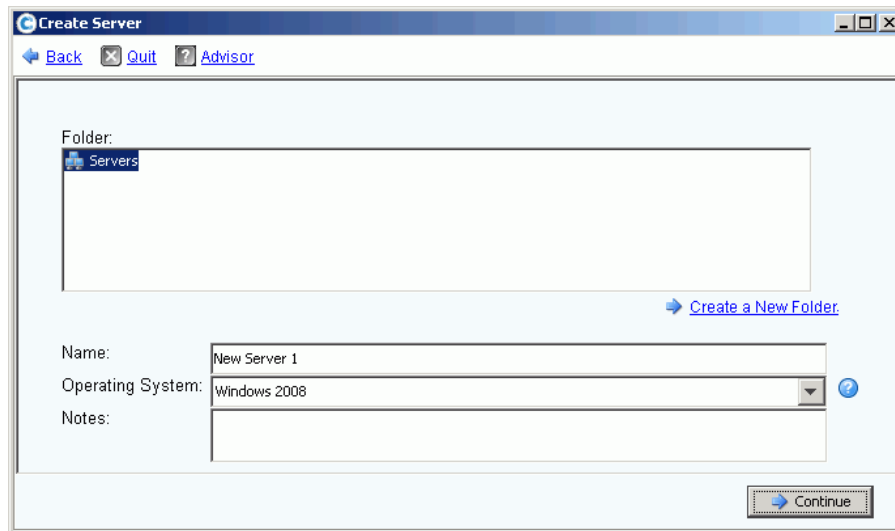 Create Server
Back Quit Advisor
Folder:
Servers
Create a New Folder.
Name: New Server 1
Operating System: Windows 2008
Notes:
Continue